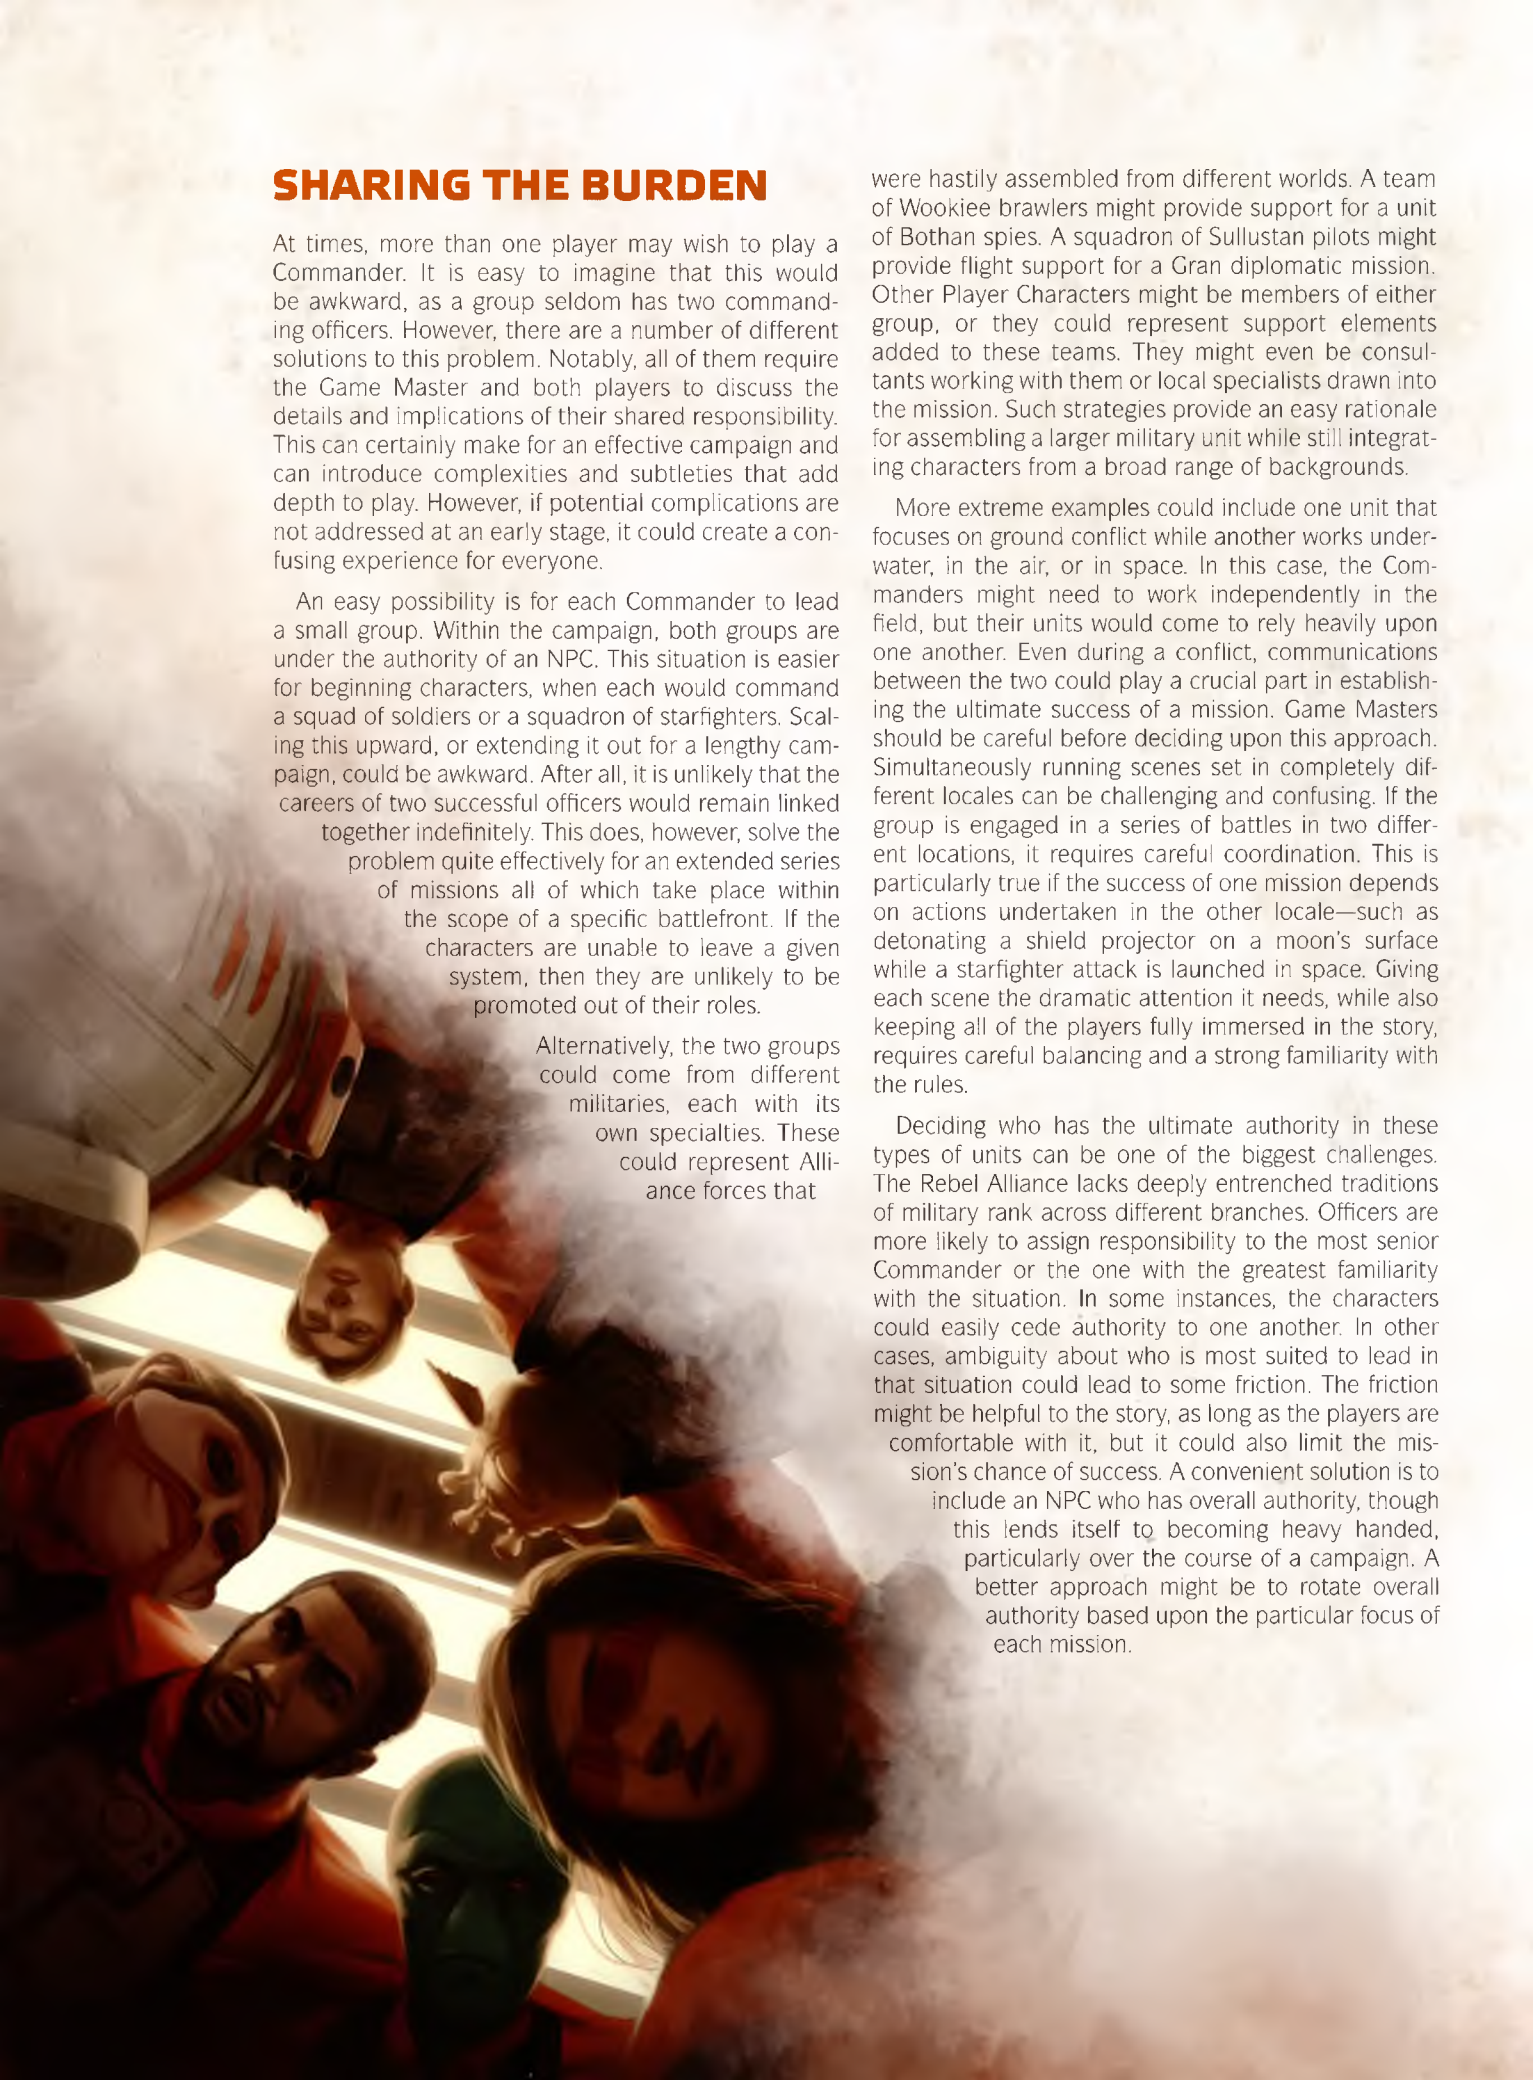 SHARING THE BURDEN
At times, more than one player may wish to play a
Commander. It is easy to imagine that this would
be awkward, as a group seldom has two command-
ing officers. However, there are a number of different
solutions to this problem. Notably, all of them require
the Game Master and both players to discuss the
details and implications of their shared responsibility.
This can certainly make for an effective campaign and
can introduce complexities and subtleties that add
depth to play. However, if potential complications are
not addressed at an early stage, it could create a con-
fusing experience for everyone.
An easy possibility is for each Commander to lead
a small group. Within the campaign, both groups are
under the authority of an NPC. This situation is easier
for beginning characters, when each would command
a squad of soldiers or a squadron of starfighters. Scal-
ing this upward, or extending it out for a lengthy cam-
paign, could be awkward. After all, it is unlikely that the
careers of two successful officers would remain linked
together indefinitely. This does, however, solve the
problem quite effectively for an extended series
of missions all of which take place within
the scope of a specific battlefront. If the
characters are unable to leave a given
system, then they are unlikely to be
promoted out of their roles.
Alternatively, the two groups
could come from different
militaries, each with its
own specialties. These
could represent Alli-
ance forces that
were hastily assembled from different worlds. A team
of Wookiee brawlers might provide support for a unit
of Bothan spies. A squadron of Sullustan pilots might
provide flight support for a Gran diplomatic mission.
Other Player Characters might be members of either
group, or they could represent support elements
added to these teams. They might even be consul-
tants working with them or local specialists drawn into
the mission. Such strategies provide an easy rationale
for assembling a larger military unit while still integrat-
ing characters from a broad range of backgrounds.
More extreme examples could include one unit that
focuses on ground conflict while another works under-
water, in the air, or in space. In this case, the Com-
manders might need to work independently in the
field, but their units would come to rely heavily upon
one another. Even during a conflict, communications
between the two could play a crucial part in establish-
ing the ultimate success of a mission. Game Masters
should be careful before deciding upon this approach.
Simultaneously running scenes set in completely dif-
ferent locales can be challenging and confusing. If the
group is engaged in a series of battles in two differ-
ent locations, it requires careful coordination. This is
particularly true if the success of one mission depends
on actions undertaken in the other locale—such as
detonating a shield projector on a moon's surface
while a starfighter attack is launched in space. Giving
each scene the dramatic attention it needs, while also
keeping all of the players fully immersed in the story,
requires careful balancing and a strong familiarity with
the rules.
Deciding who has the ultimate authority in these
types of units can be one of the biggest challenges.
The Rebel Alliance lacks deeply entrenched traditions
of military rank across different branches. Officers are
more likely to assign responsibility to the most senior
Commander or the one with the greatest familiarity
with the situation. In some instances, the characters
could easily cede authority to one another. In other
cases, ambiguity about who is most suited to lead in
that situation could lead to some friction. The friction
might be helpful to the story, as long as the players are
comfortable with it, but it could also limit the mis-
sion's chance of success. A convenient solution is to
include an NPC who has overall authority, though
this lends itself to becoming heavy handed,
particularly over the course of a campaign. A
better approach might be to rotate overall
authority based upon the particular focus of
each mission.